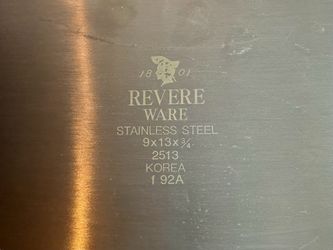 18 01
REVERE
WARE
STAINLESS STEEL
9x13x¾
2513
KOREA
f 92A